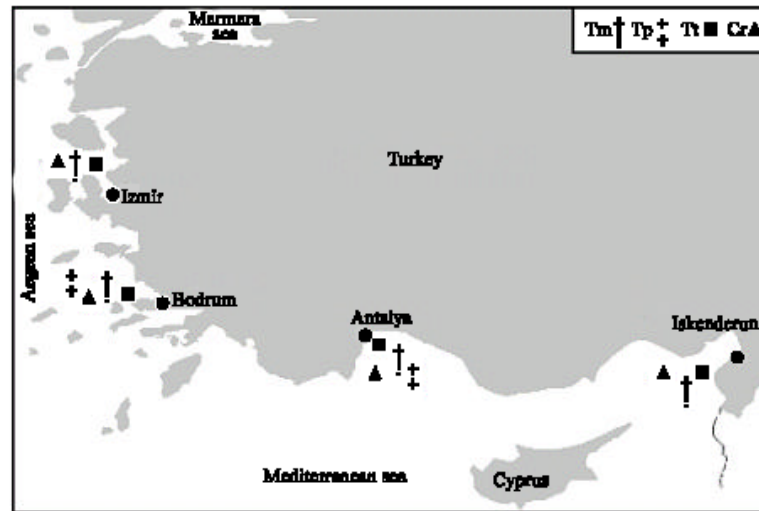 Marmara
sea
Tm Tp Tt Cr
Turkey
Izmir
Aegean sea
Bodrum
Antalya
Iskenderun
Mediterranean sea
Cyprus